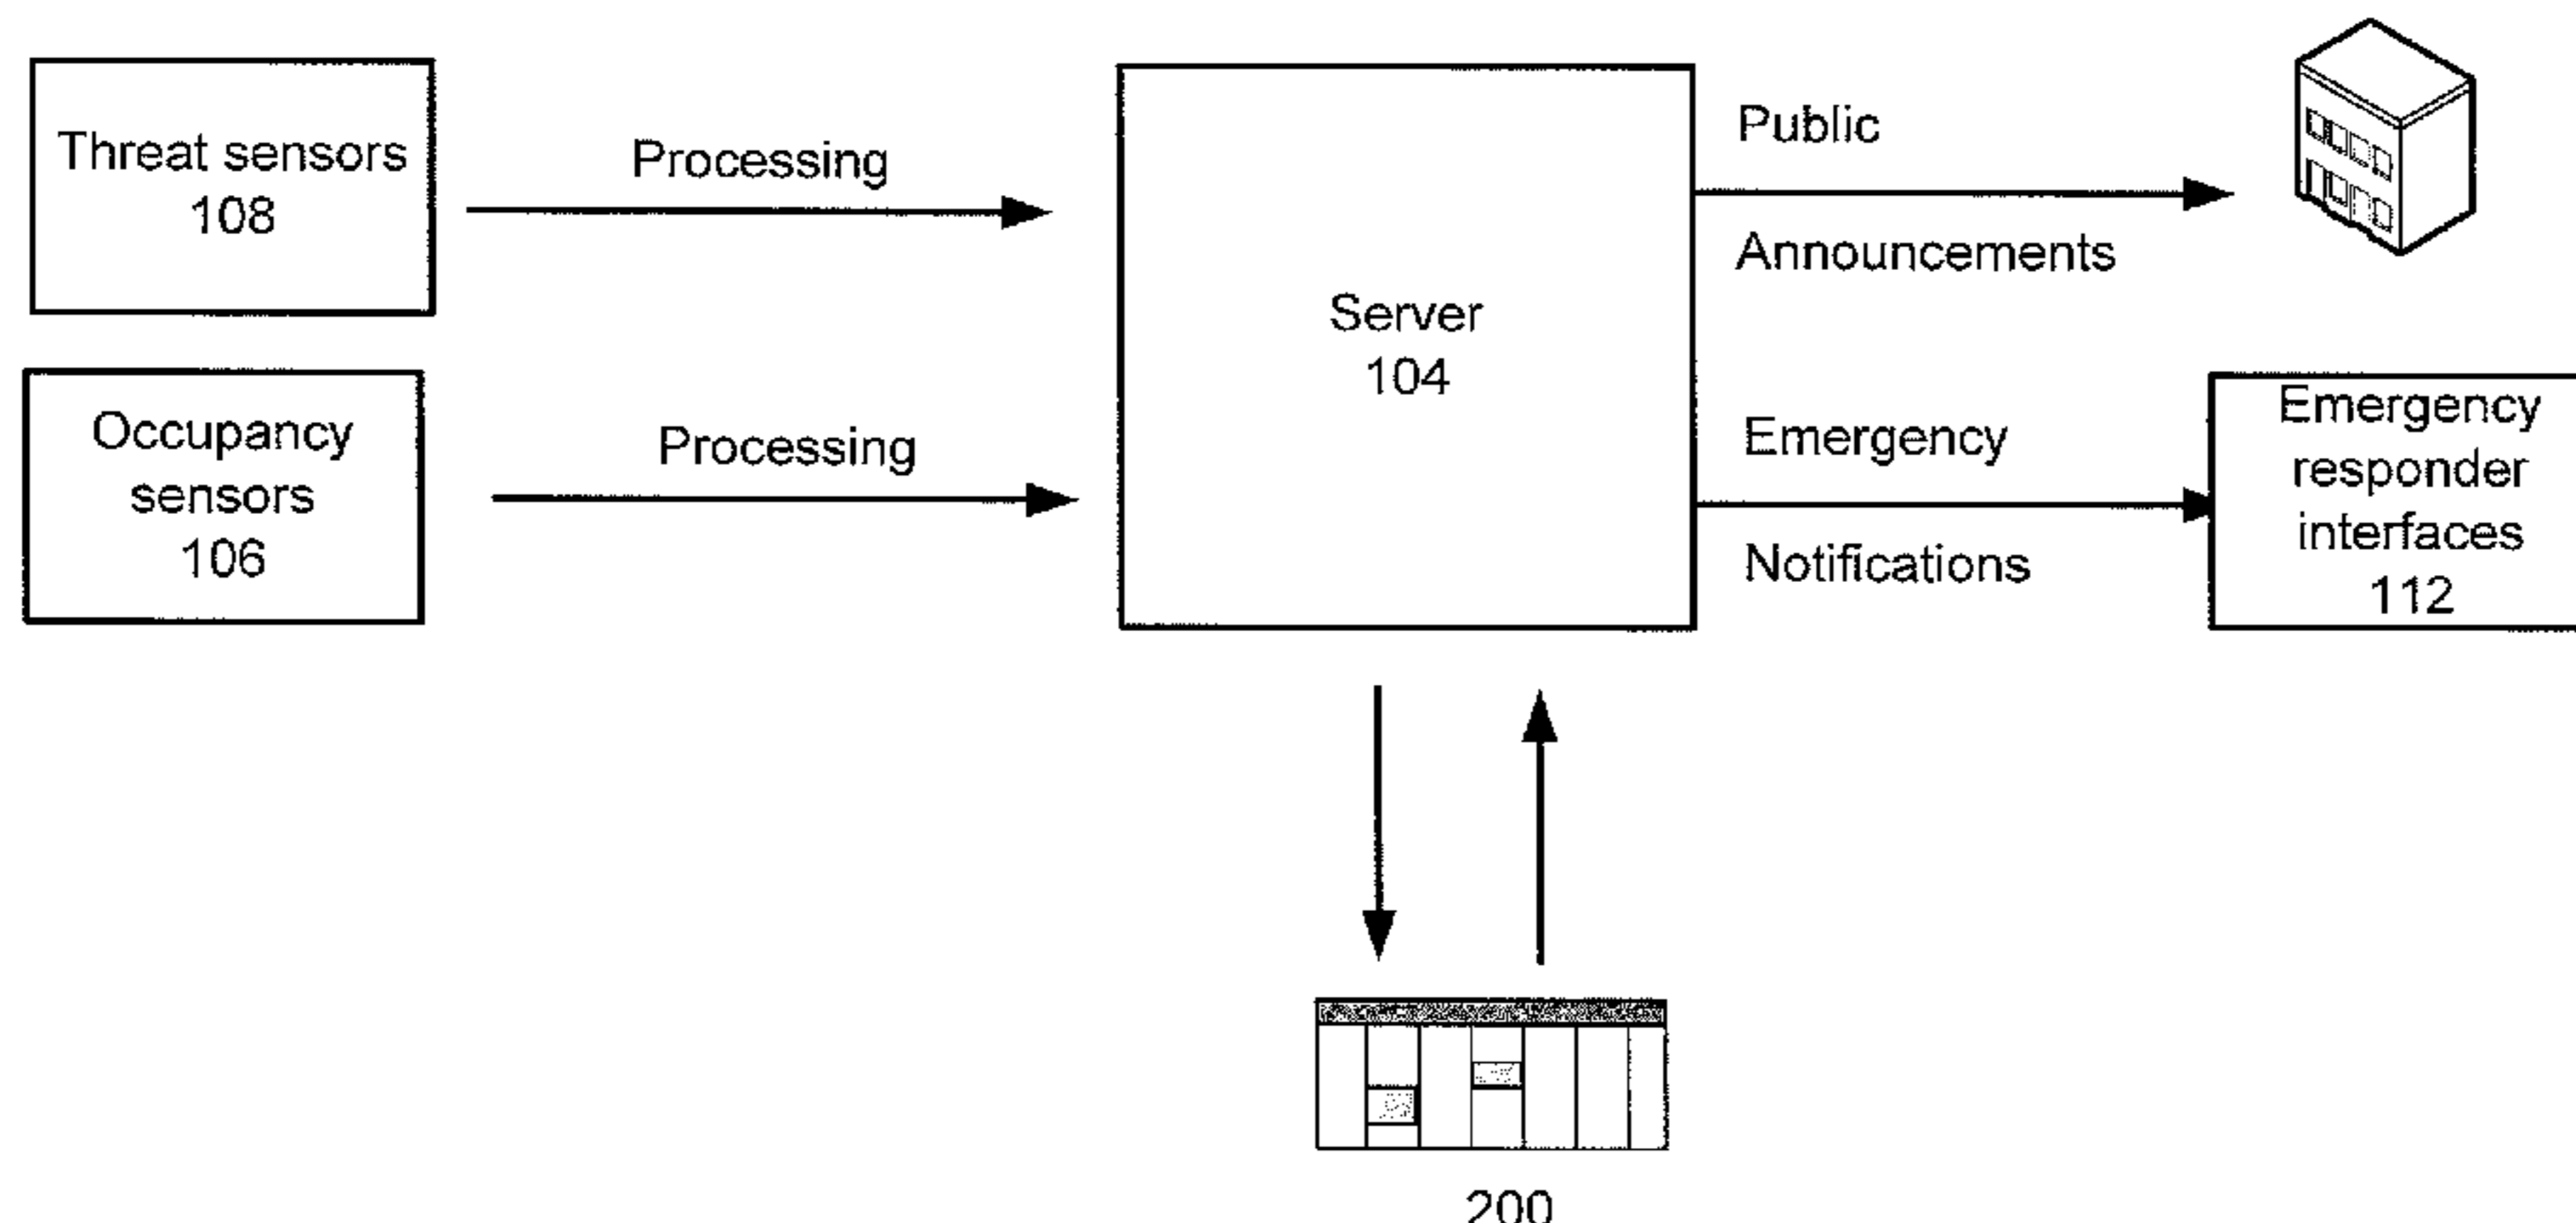 Threat sensors
108
Processing
Occupancy
sensors
106
Processing
Server
104
Public
Announcements
Emergency
Notifications
Emergency
responder
interfaces
112
200